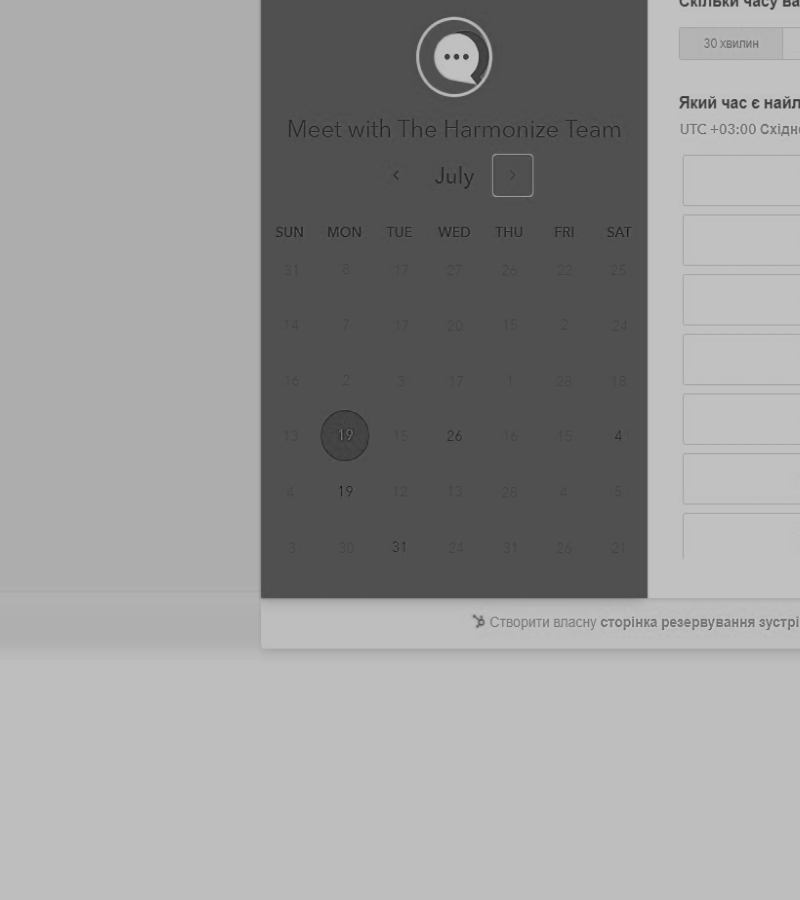 Скільки часу ва
30 хвилин
Meet with The Harmonize Team
Який час є найл
UTC +03:00 Східн
July
SUN MON TUE WED THU FRI SAT
31 8 17 27 26 22 25
14 7 17 20 15 2 24
16 2 3 17 1 28 18
13 19 15 26 16 15 4
4 19 12 13 28 4 5
3 30 31 24 31 26 21
Створити власну сторінка резервування зустрі